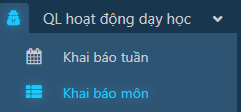 QL hoạt động dạy học
Khai báo tuần
Khai báo môn